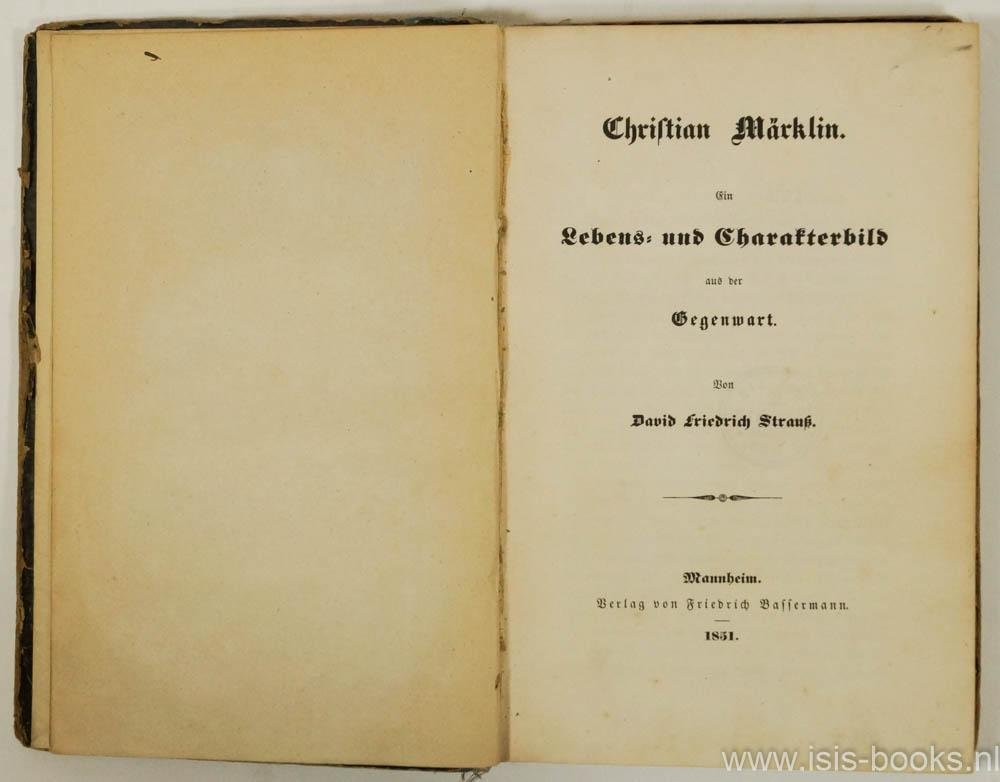 Christian Märklin.
Ein
Lebens- und Charakterbild
aus der
Gegenwart.
Von
David Friedrich Strauß.
Mannheim.
Verlag von Friedrich Bassermann.
1851.
www.isis-books.nl